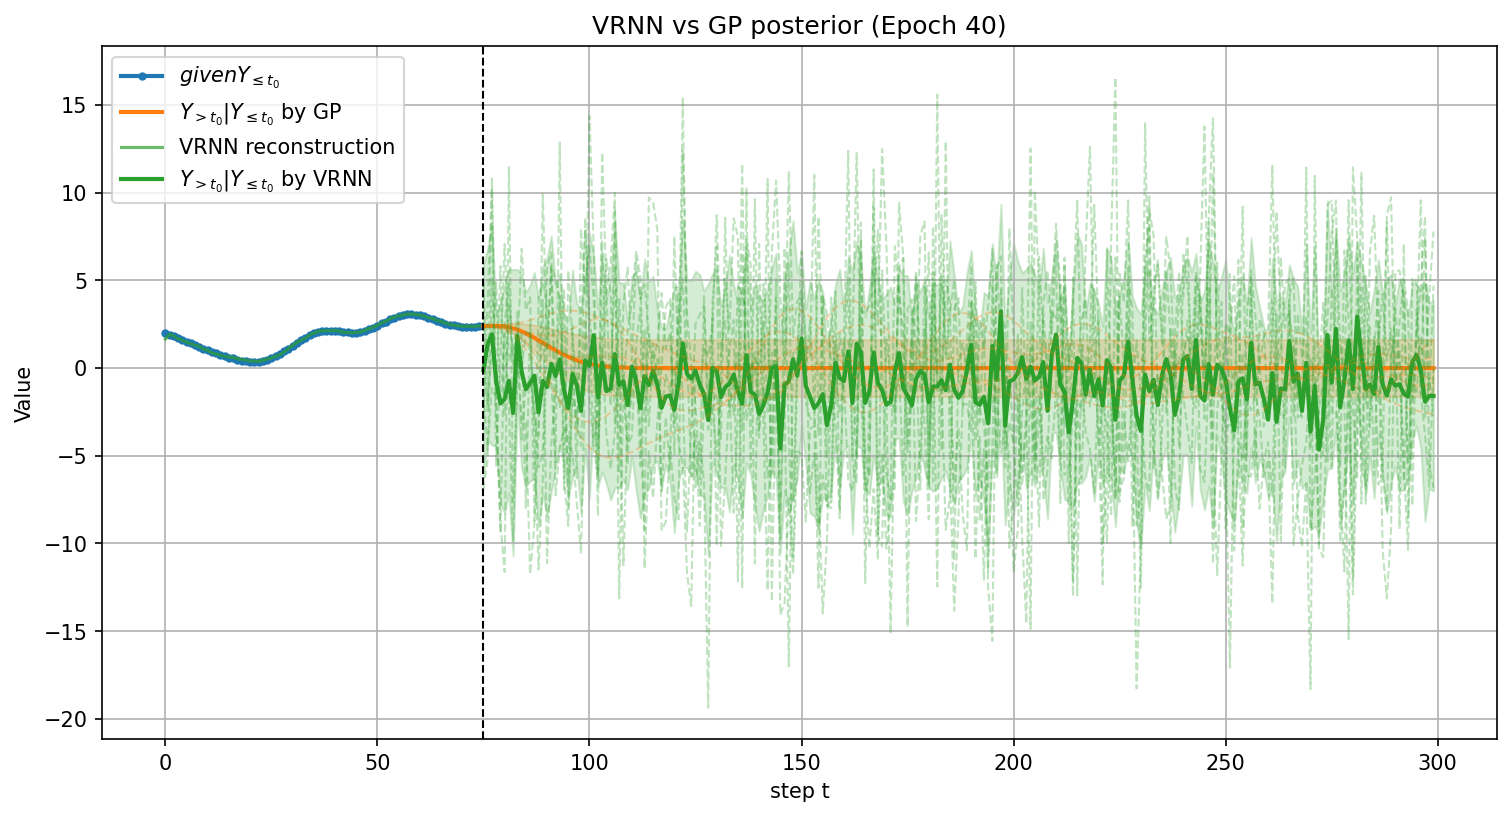 VRNN vs GP posterior (Epoch 40)
givenY≤t₀
Y>t₀|Y≤t₀ by GP
VRNN reconstruction
Y>t₀|Y≤t₀ by VRNN
Value
15
10
5
0
−5
−10
−15
−20
0 50 100 150 200 250 300
step t